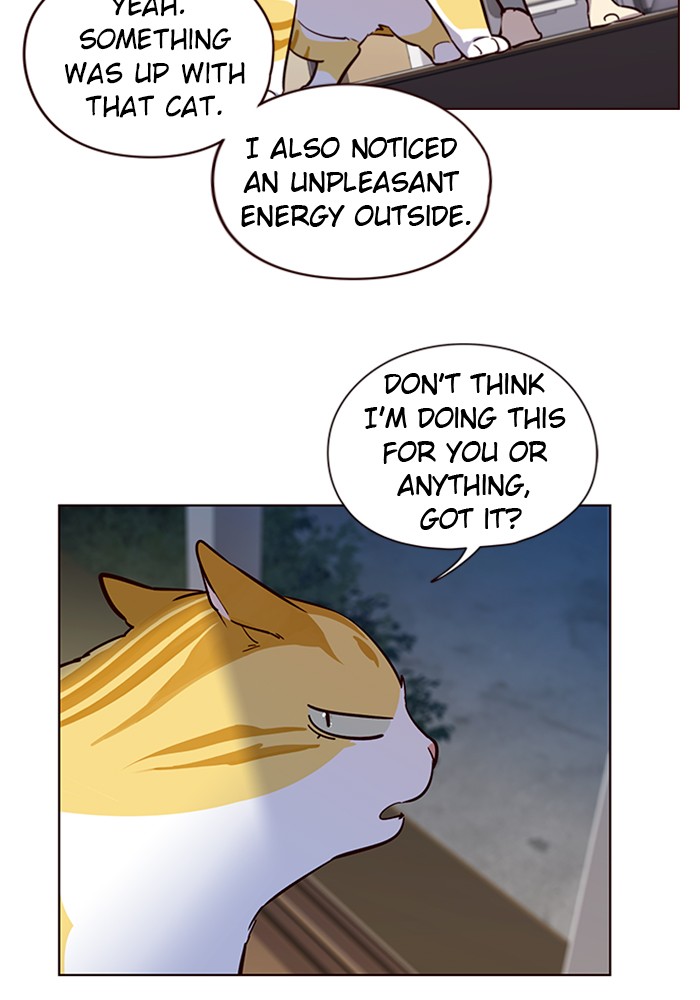 YEAH.
SOMETHING
WAS UP WITH
THAT CAT.
I ALSO NOTICED
AN UNPLEASANT
ENERGY OUTSIDE.
DON'T THINK
I'M DOING THIS
FOR YOU OR
ANYTHING,
GOT IT?